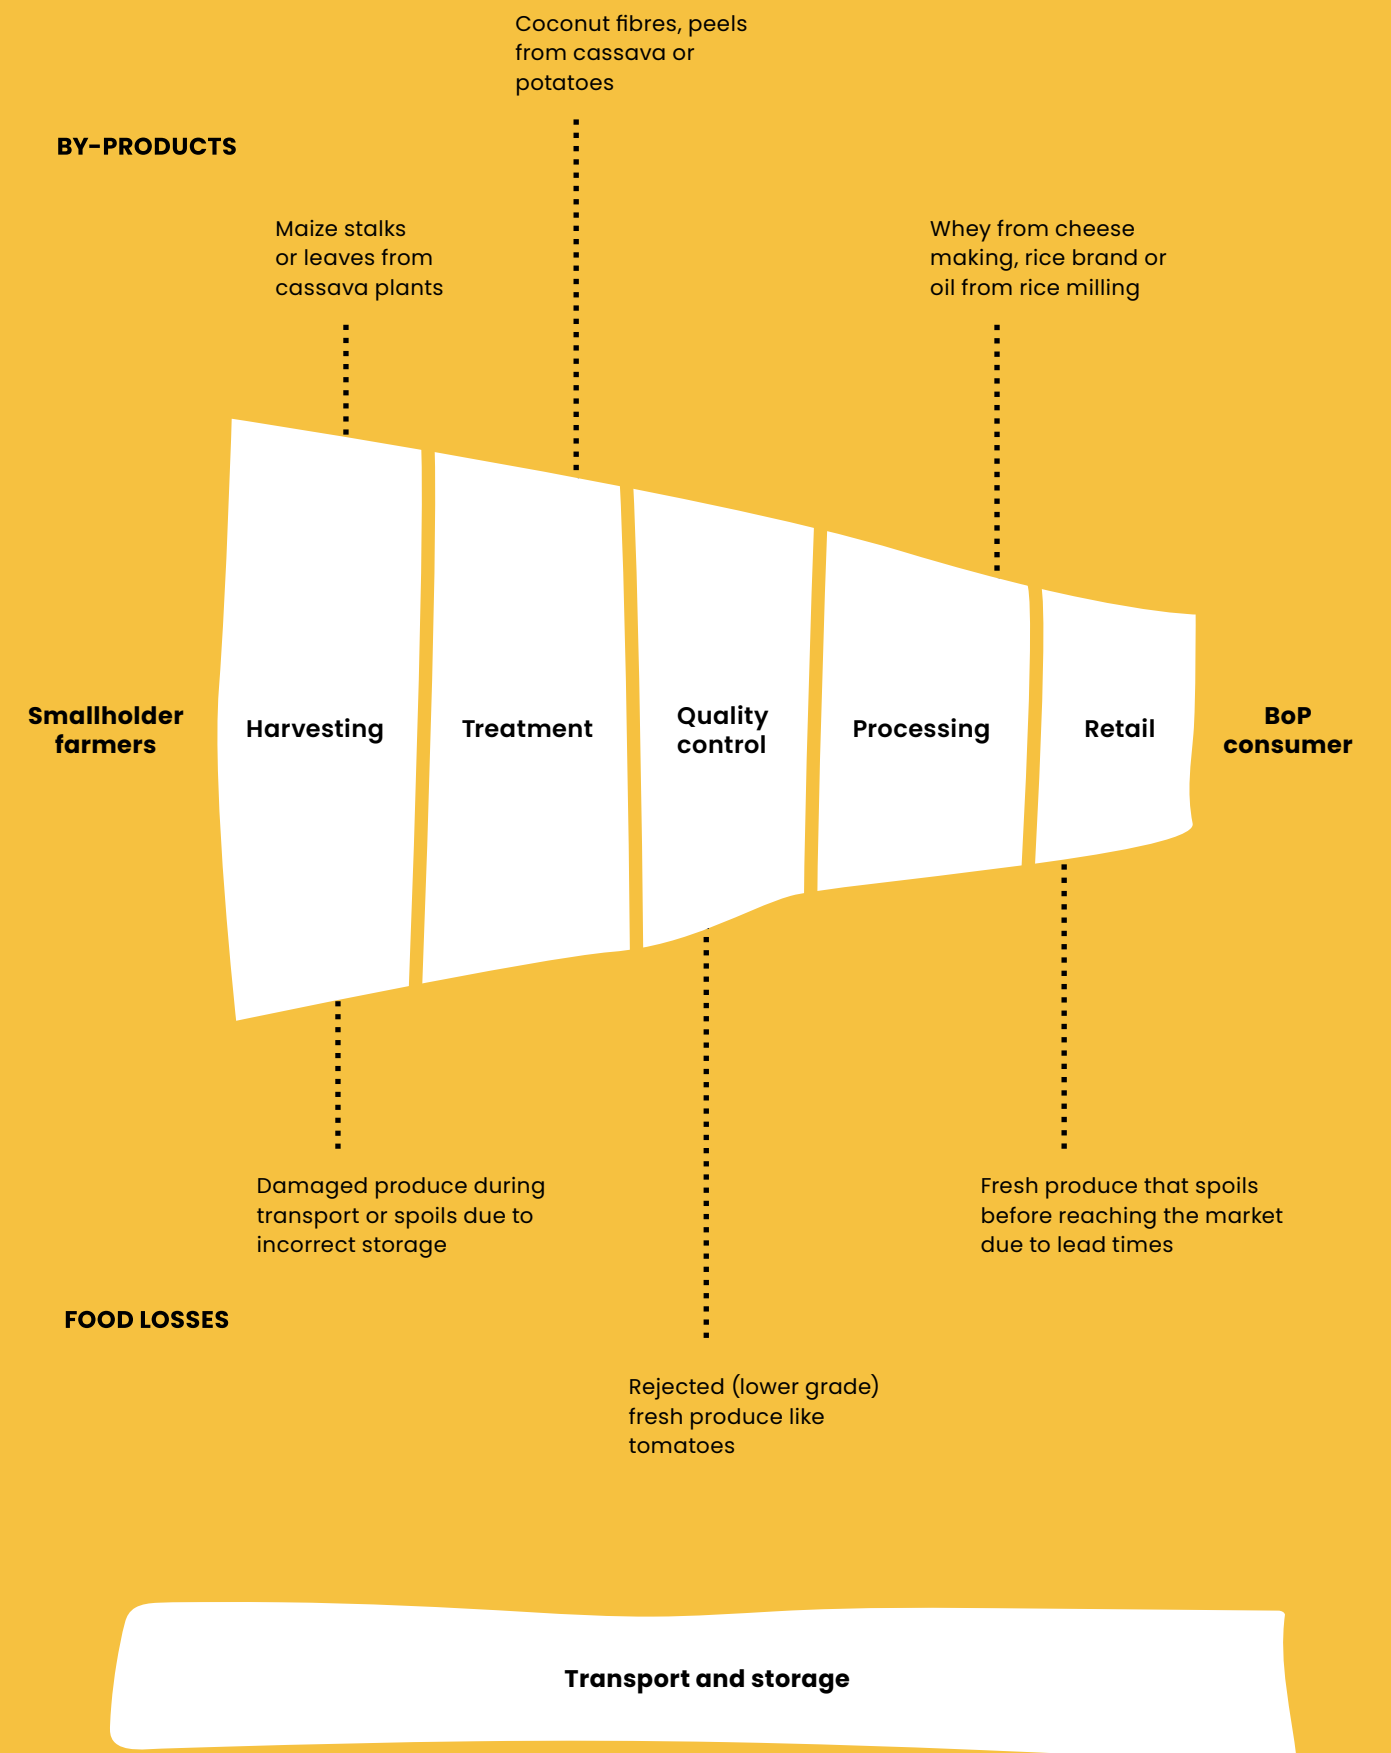 Coconut fibres, peels
from cassava or
potatoes
BY-PRODUCTS
Maize stalks
or leaves from
cassava plants
Whey from cheese
making, rice brand or
oil from rice milling
Smallholder
farmers
Harvesting
Treatment
Quality
control
Processing
Retail
BoP
consumer
Damaged produce during
transport or spoils due to
incorrect storage
Fresh produce that spoils
before reaching the market
due to lead times
FOOD LOSSES
Rejected (lower grade)
fresh produce like
tomatoes
Transport and storage